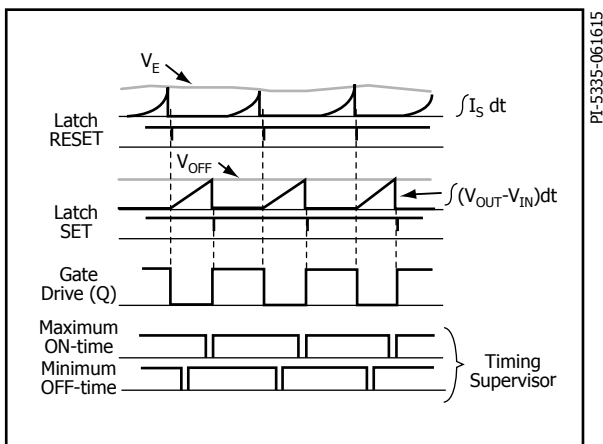 V_E
∫I_S dt
Latch
RESET
V_OFF
∫(V_OUT-V_IN)dt
Latch
SET
Gate
Drive (Q)
Maximum
ON-time
Minimum
OFF-time
Timing
Supervisor
PI-5335-061615